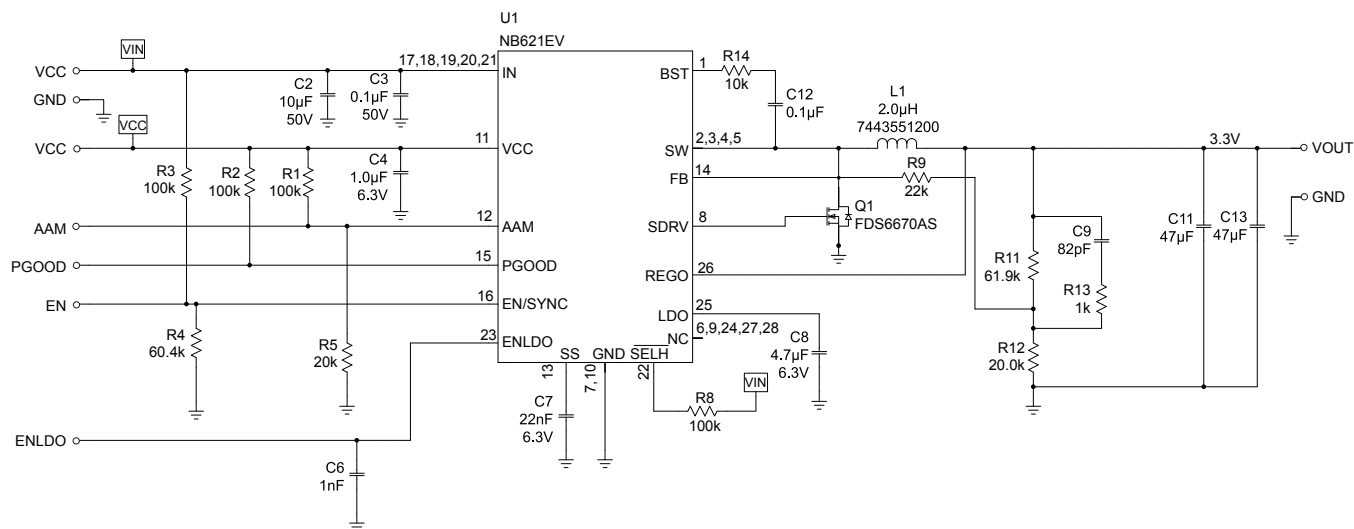 U1
NB621EV
VIN
VCC
17,18,19,20,21
IN
C2
10µF
50V
C3
0.1µF
50V
GND
VCC
VCC
11
VCC
R3
100k
R2
100k
R1
100k
C4
1.0µF
6.3V
AAM
12
AAM
PGOOD
15
PGOOD
EN
16
EN/SYNC
R4
60.4k
R5
20k
23
ENLDO
ENLDO
C6
1nF
SS
GND
SELH
13
7,10
22
C7
22nF
6.3V
R8
100k
VIN
BST
1
R14
10k
C12
0.1µF
SW
2,3,4,5
L1
2.0µH
7443551200
FB
14
R9
22k
SDRV
8
Q1
FDS6670AS
REGO
26
LDO
25
NC
6,9,24,27,28
C8
4.7µF
6.3V
3.3V
VOUT
GND
C11
47µF
C13
47µF
C9
82pF
R11
61.9k
R13
1k
R12
20.0k